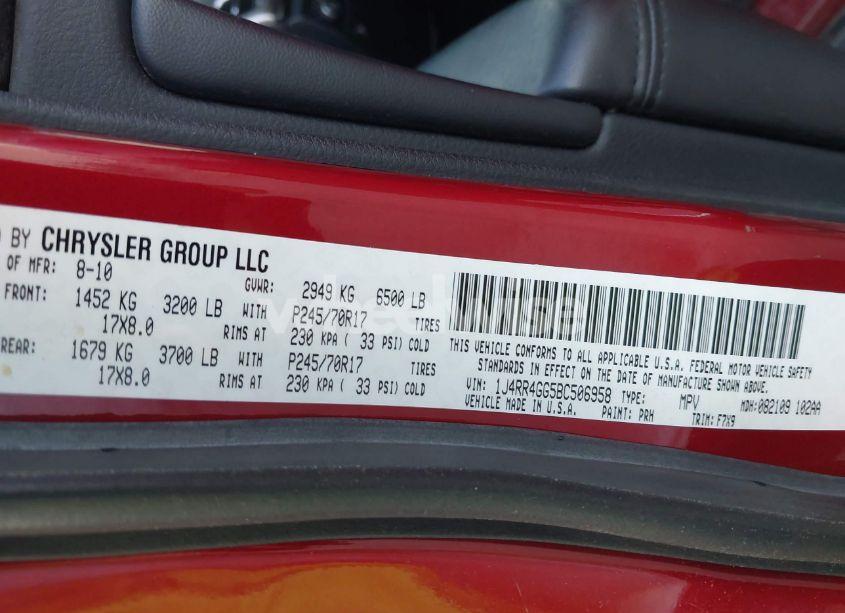 BY CHRYSLER GROUP LLC
OF MFR: 8-10 GVWR: 2949 KG 6500 LB
FRONT: 1452 KG 3200 LB WITH P245/70R17 TIRES
17X8.0 RIMS AT 230 KPA ( 33 PSI) COLD
REAR: 1679 KG 3700 LB WITH P245/70R17 TIRES
17X8.0 RIMS AT 230 KPA ( 33 PSI) COLD
THIS VEHICLE CONFORMS TO ALL APPLICABLE U.S.A. FEDERAL MOTOR VEHICLE SAFETY
STANDARDS IN EFFECT ON THE DATE OF MANUFACTURE SHOWN ABOVE.
VIN: 1J4RR4GG5BC506958 TYPE: MPV MDH:082109 102AA
VEHICLE MADE IN U.S.A. PAINT: PRH TRIM: F7X9